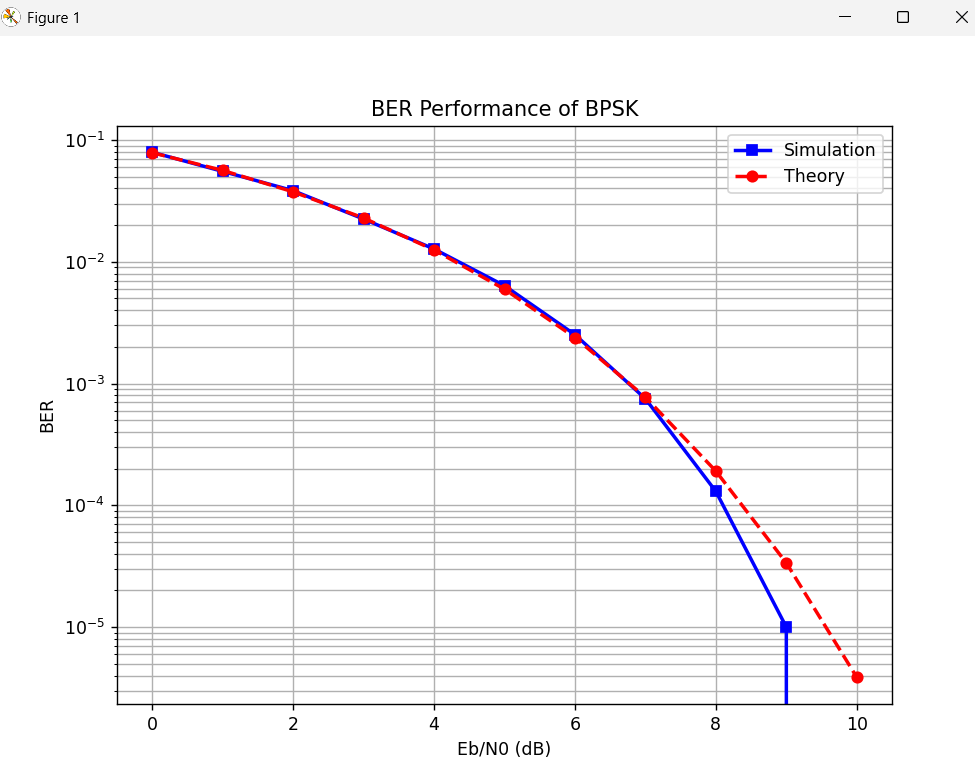 Figure 1
BER Performance of BPSK
Simulation
Theory
10⁻¹
10⁻²
10⁻³
10⁻⁴
10⁻⁵
BER
0 2 4 6 8 10
Eb/N0 (dB)